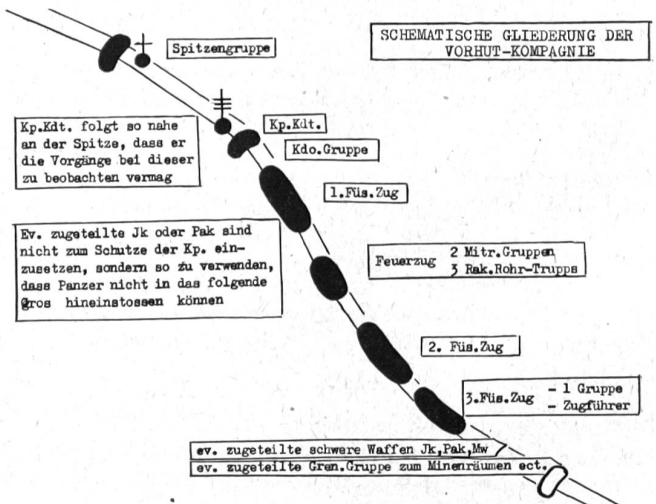 SCHEMATISCHE GLIEDERUNG DER
VORHUT-KOMPAGNIE
Spitzengruppe
Kp.Kdt. folgt so nahe
an der Spitze, dass er
die Vorgänge bei dieser
zu beobachten vermag
Kp.Kdt.
Kdo.Gruppe
1.Füs.Zug
Ev. zugeteilte Jk oder Pak sind
nicht zum Schutze der Kp. ein-
zusetzen, sondern so zu verwenden,
dass Panzer nicht in das folgende
Gros hineinstossen können
Feuerzug 2 Mitr.Gruppen
3 Rak.Rohr-Trupps
2. Füs.Zug
3.Füs.Zug - 1 Gruppe
- Zugführer
ev. zugeteilte schwere Waffen Jk,Pak,Mw
ev. zugeteilte Gren.Gruppe zum Minenräumen ect.